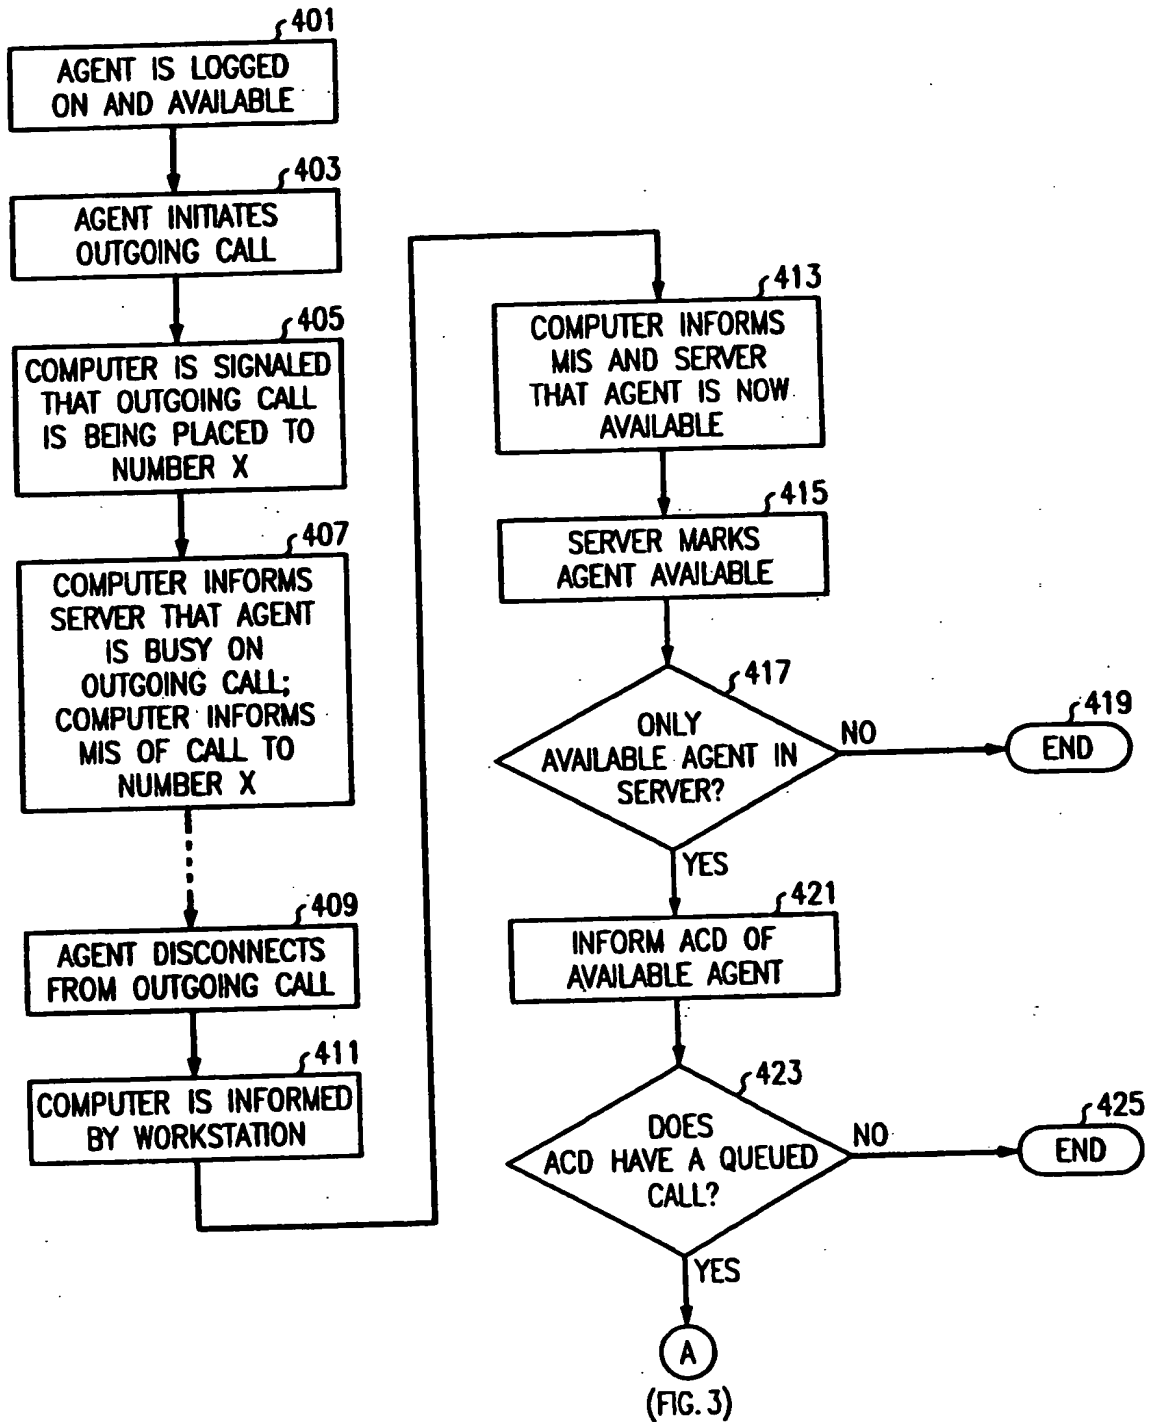 401
AGENT IS LOGGED
ON AND AVAILABLE
403
AGENT INITIATES
OUTGOING CALL
405
COMPUTER IS SIGNALED
THAT OUTGOING CALL
IS BEING PLACED TO
NUMBER X
407
COMPUTER INFORMS
SERVER THAT AGENT
IS BUSY ON
OUTGOING CALL;
COMPUTER INFORMS
MIS OF CALL TO
NUMBER X
409
AGENT DISCONNECTS
FROM OUTGOING CALL
411
COMPUTER IS INFORMED
BY WORKSTATION
413
COMPUTER INFORMS
MIS AND SERVER
THAT AGENT IS NOW
AVAILABLE
415
SERVER MARKS
AGENT AVAILABLE
417
ONLY
AVAILABLE AGENT IN
SERVER?
NO
419
END
YES
421
INFORM ACD OF
AVAILABLE AGENT
423
DOES
ACD HAVE A QUEUED
CALL?
NO
425
END
YES
A
(FIG. 3)